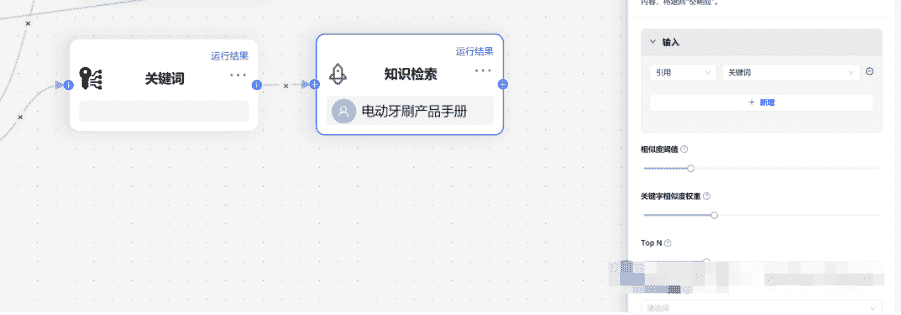 运行结果
关键词
运行结果
知识检索
电动牙刷产品手册
内容，将返回"空响应"。
输入
引用
关键词
+ 新增
相似度阈值
关键字相似度权重
Top N
请选择